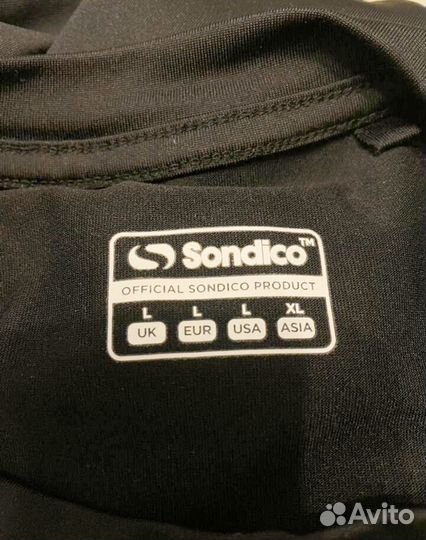 Sondico™
OFFICIAL SONDICO PRODUCT
L L L XL
UK EUR USA ASIA
Avito